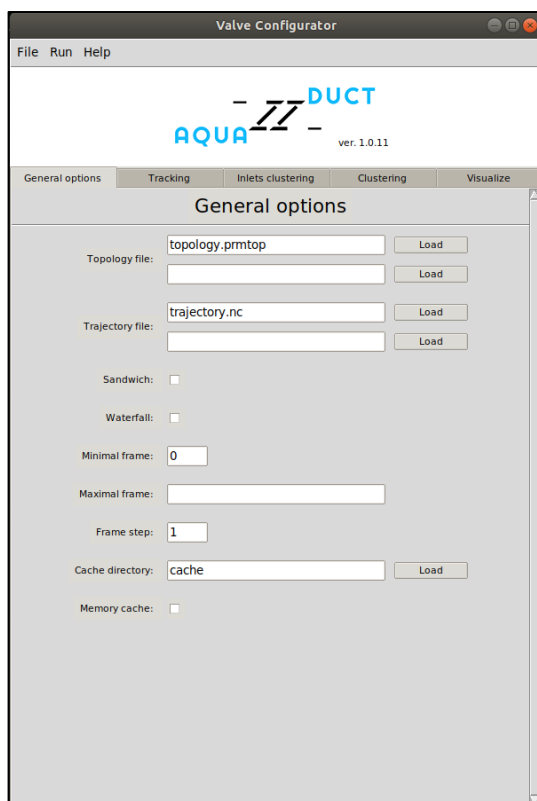 Valve Configurator
File Run Help
AQUA DUCT
ver. 1.0.11
General options Tracking Inlets clustering Clustering Visualize
General options
Topology file: topology.prmtop Load
Load
Trajectory file: trajectory.nc Load
Load
Sandwich:
Waterfall:
Minimal frame: 0
Maximal frame:
Frame step: 1
Cache directory: cache Load
Memory cache: